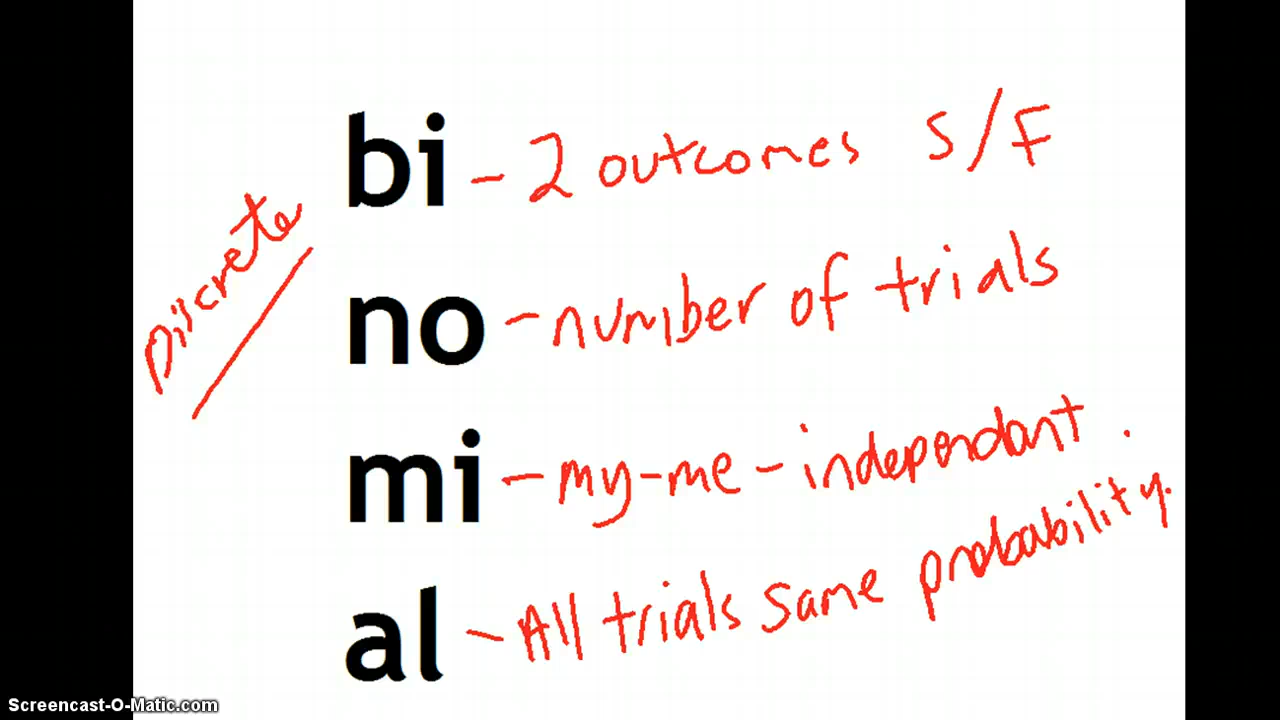 bi - 2 outcomes S/F
Discrete
no - number of trials
mi - my-me - independant.
al - All trials same probability.
Screencast-O-Matic.com